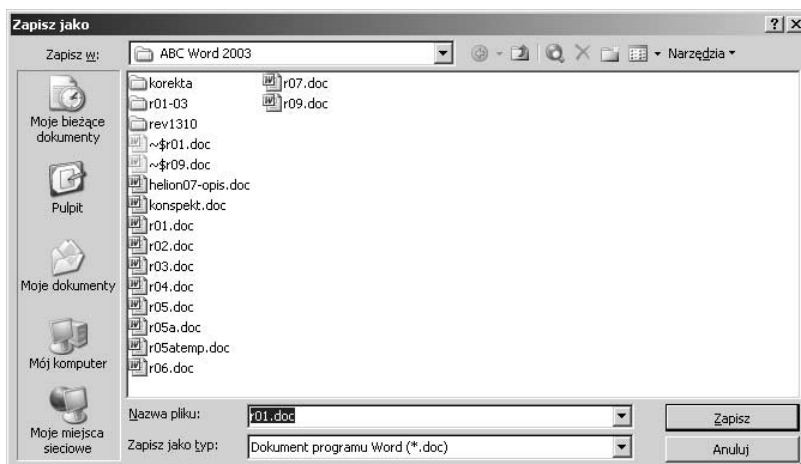 Zapisz jako
Zapisz w:
ABC Word 2003
Narzędzia
Moje bieżące
dokumenty
Pulpit
Moje dokumenty
Mój komputer
Moje miejsca
sieciowe
korekta
r01-03
rev1310
~$r01.doc
~$r09.doc
helion07-opis.doc
konspekt.doc
r01.doc
r02.doc
r03.doc
r04.doc
r05.doc
r05a.doc
r05atemp.doc
r06.doc
r07.doc
r09.doc
Nazwa pliku:
r01.doc
Zapisz
Zapisz jako typ:
Dokument programu Word (*.doc)
Anuluj